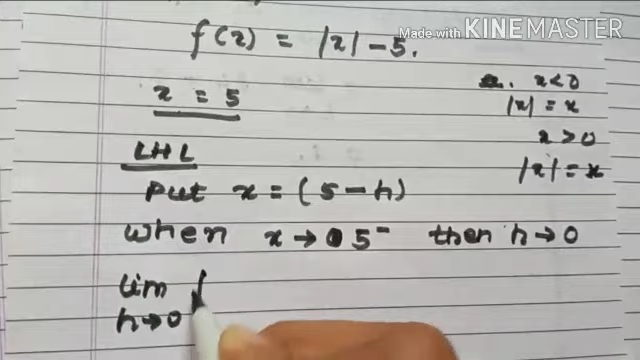 Made with KINEMASTER
f(x) = |x| - 5.
x = 5
x < 0
|x| = x
x > 0
|x| = x
LHL
Put x = (5 - h)
When x → 5⁻ then h → 0
lim
h → 0